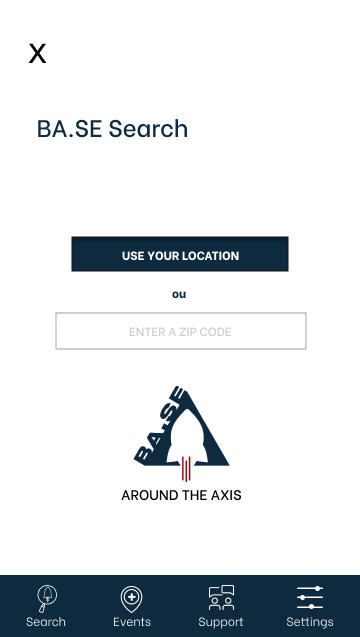 X
BA.SE Search
USE YOUR LOCATION
ou
ENTER A ZIP CODE
BA.SE
AROUND THE AXIS
Search
Events
Support
Settings